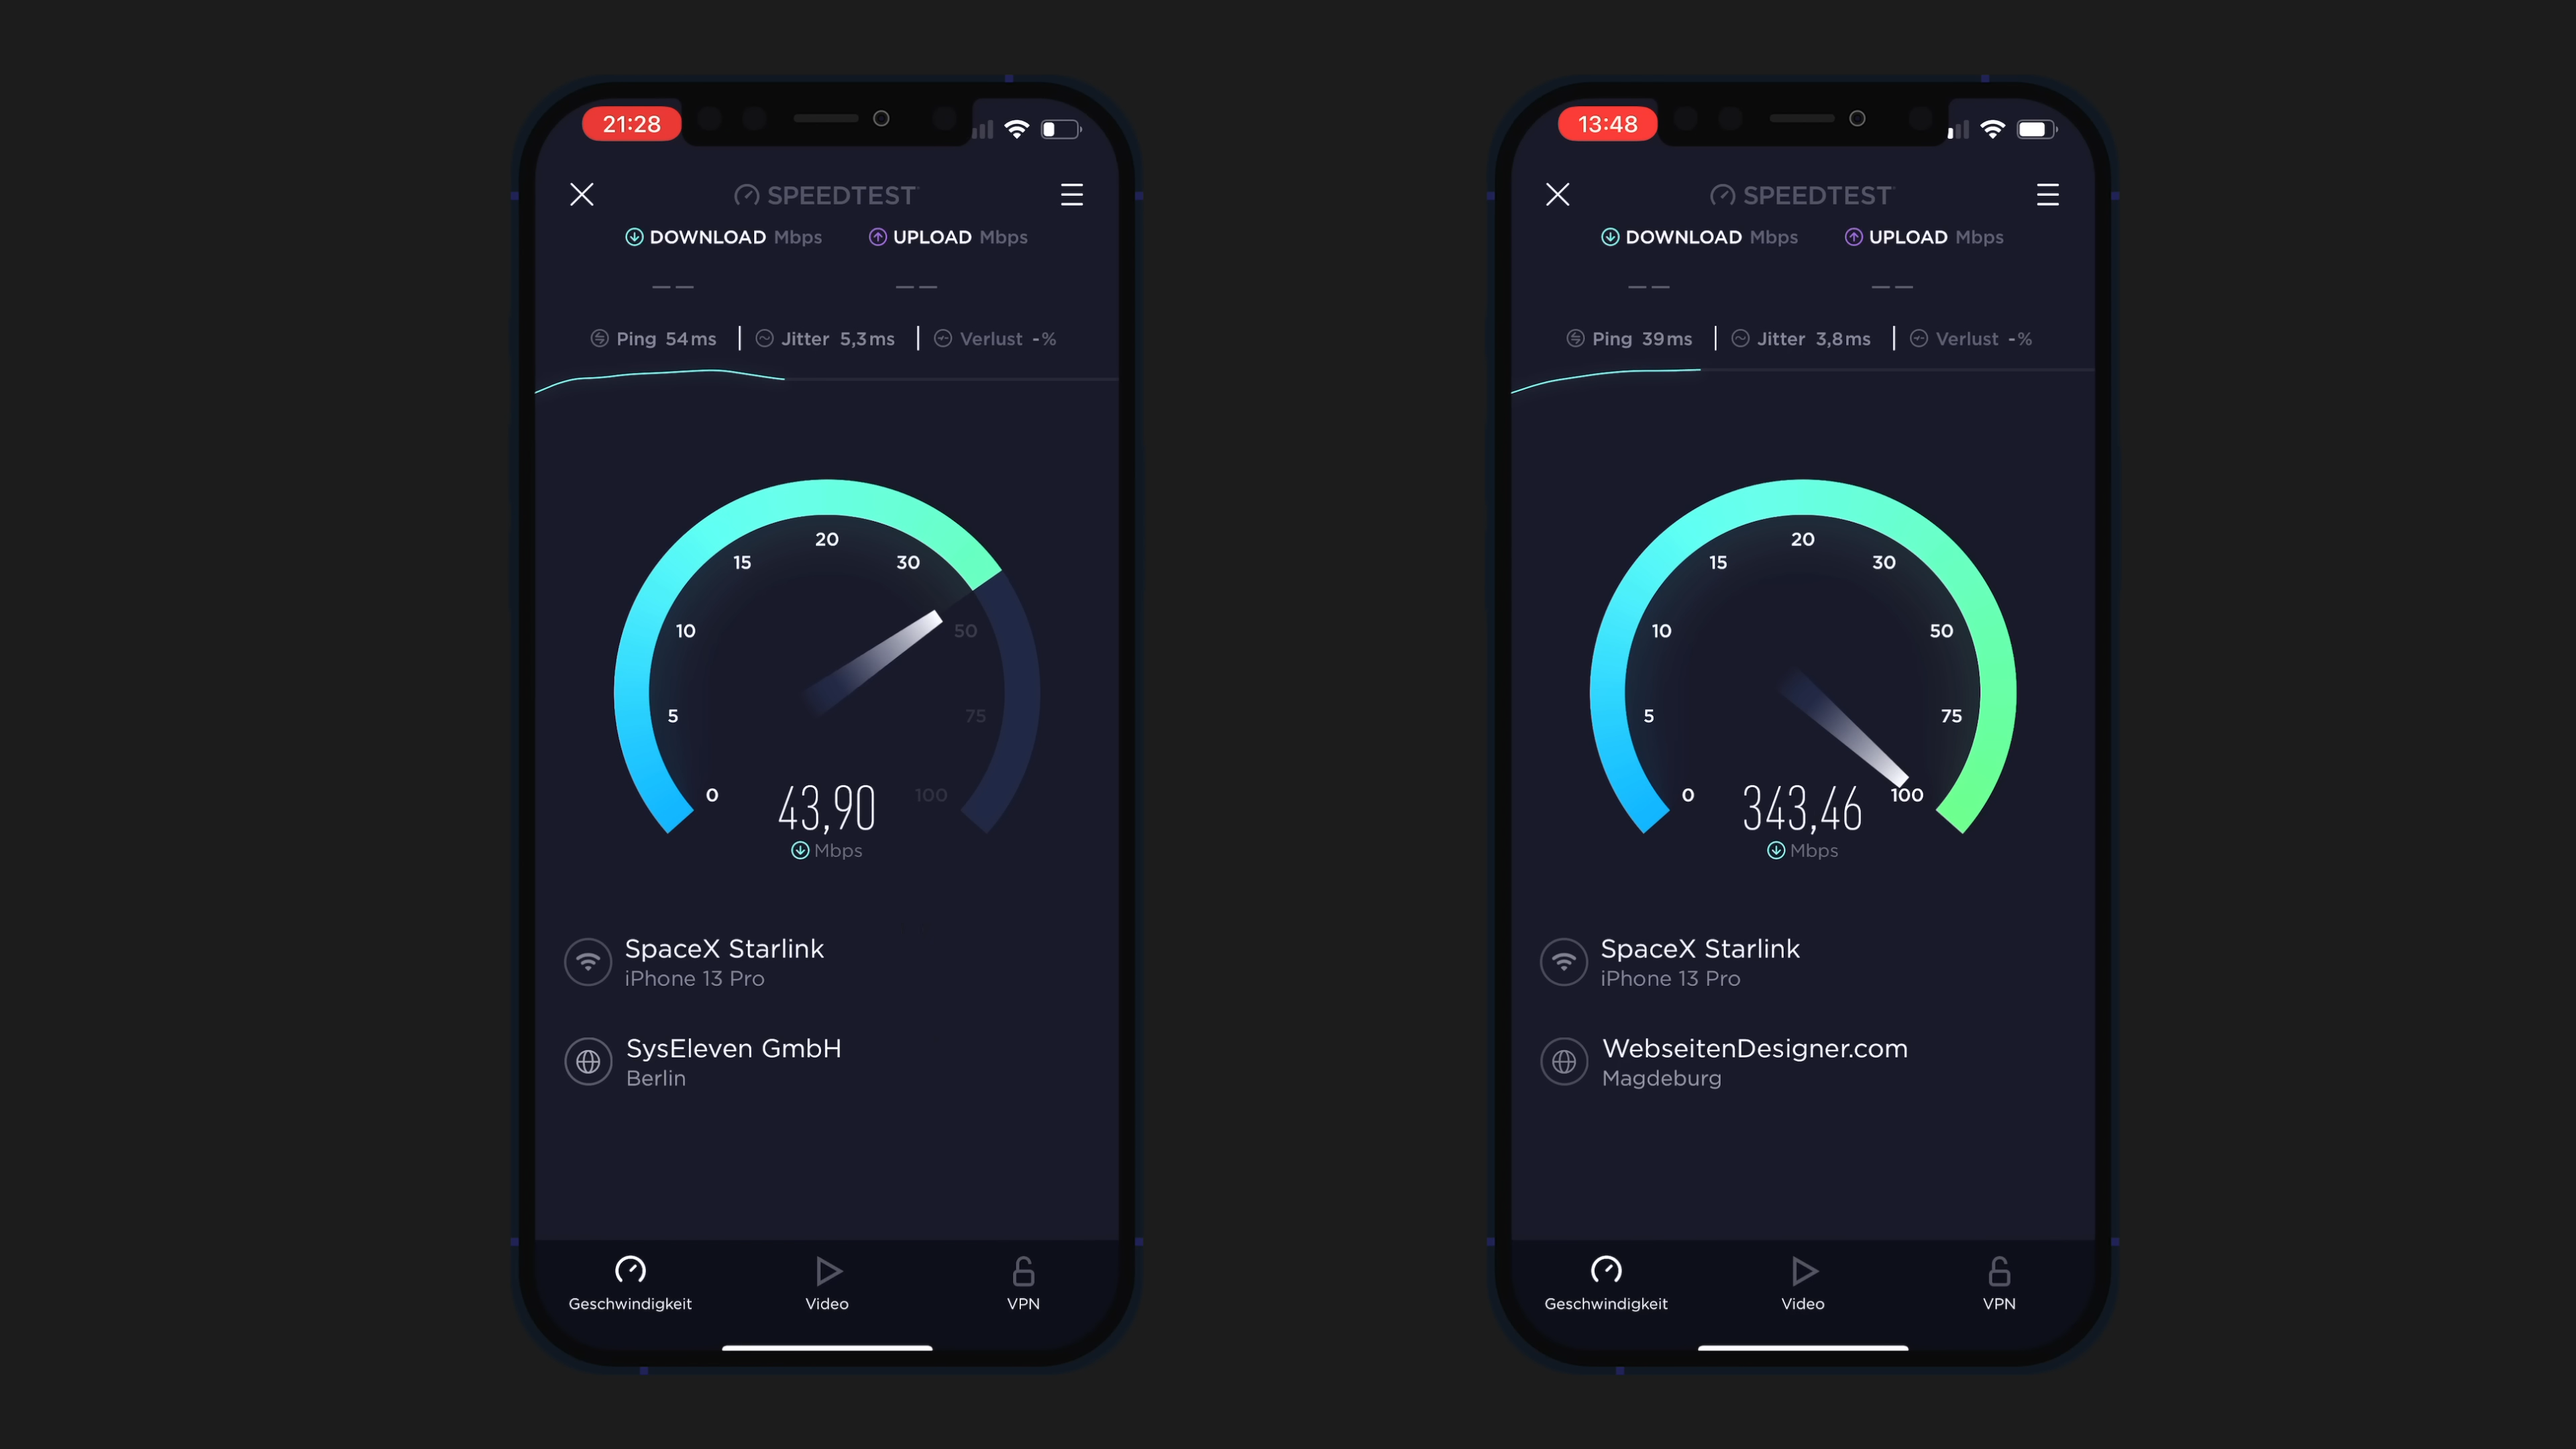 21:28
SPEEDTEST
DOWNLOAD Mbps UPLOAD Mbps
— — — —
Ping 54 ms Jitter 5,3 ms Verlust - %
20
15 30
10 50
5 75
0 100
43,90
Mbps
SpaceX Starlink
iPhone 13 Pro
SysEleven GmbH
Berlin
Geschwindigkeit Video VPN
13:48
SPEEDTEST
DOWNLOAD Mbps UPLOAD Mbps
— — — —
Ping 39 ms Jitter 3,8 ms Verlust - %
20
15 30
10 50
5 75
0 100
343,46
Mbps
SpaceX Starlink
iPhone 13 Pro
WebseitenDesigner.com
Magdeburg
Geschwindigkeit Video VPN